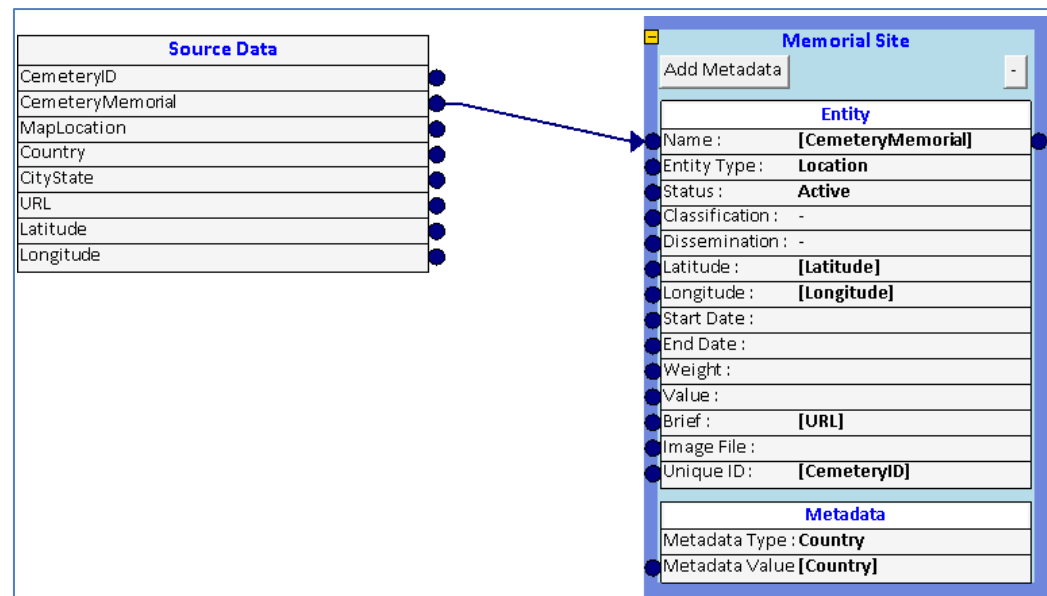 Source Data
CemeteryID
CemeteryMemorial
MapLocation
Country
CityState
URL
Latitude
Longitude
Memorial Site
Add Metadata -
Entity
Name : [CemeteryMemorial]
Entity Type : Location
Status : Active
Classification : -
Dissemination : -
Latitude : [Latitude]
Longitude : [Longitude]
Start Date :
End Date :
Weight :
Value :
Brief : [URL]
Image File :
Unique ID : [CemeteryID]
Metadata
Metadata Type : Country
Metadata Value [Country]